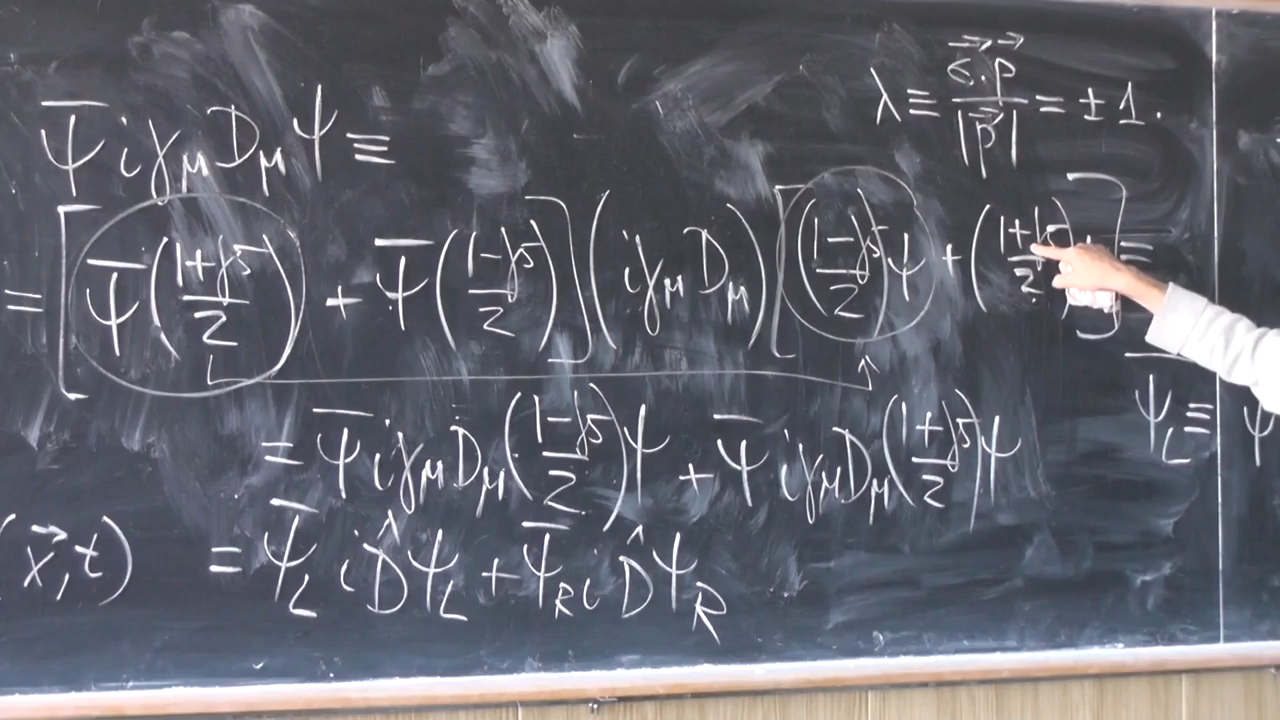 λ ≡ σ⃗.p⃗ / |p⃗| = ± 1.
Ψ̄ iγ_μ D_μ Ψ ≡
= [Ψ̄ ((1+γ5)/2) + Ψ̄ ((1-γ5)/2)] (iγ_μ D_μ) [((1-γ5)/2) Ψ + ((1+γ5)/2)
] =
L
= Ψ̄ iγ_μ D_μ ((1-γ5)/2) Ψ + Ψ̄ iγ_μ D_μ ((1+γ5)/2) Ψ
Ψ̄_L ≡ Ψ
(x⃗,t) = Ψ̄_L i D̂ Ψ_L + Ψ̄_R i D̂ Ψ_R